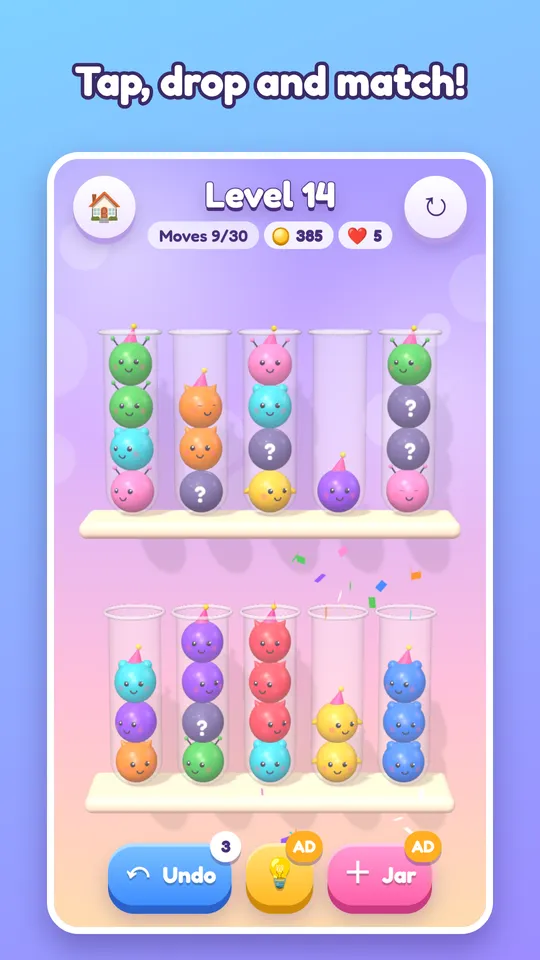 Tap, drop and match!
Level 14
Moves 9/30
385
5
?
?
?
?
?
?
3
AD
AD
Undo
Jar